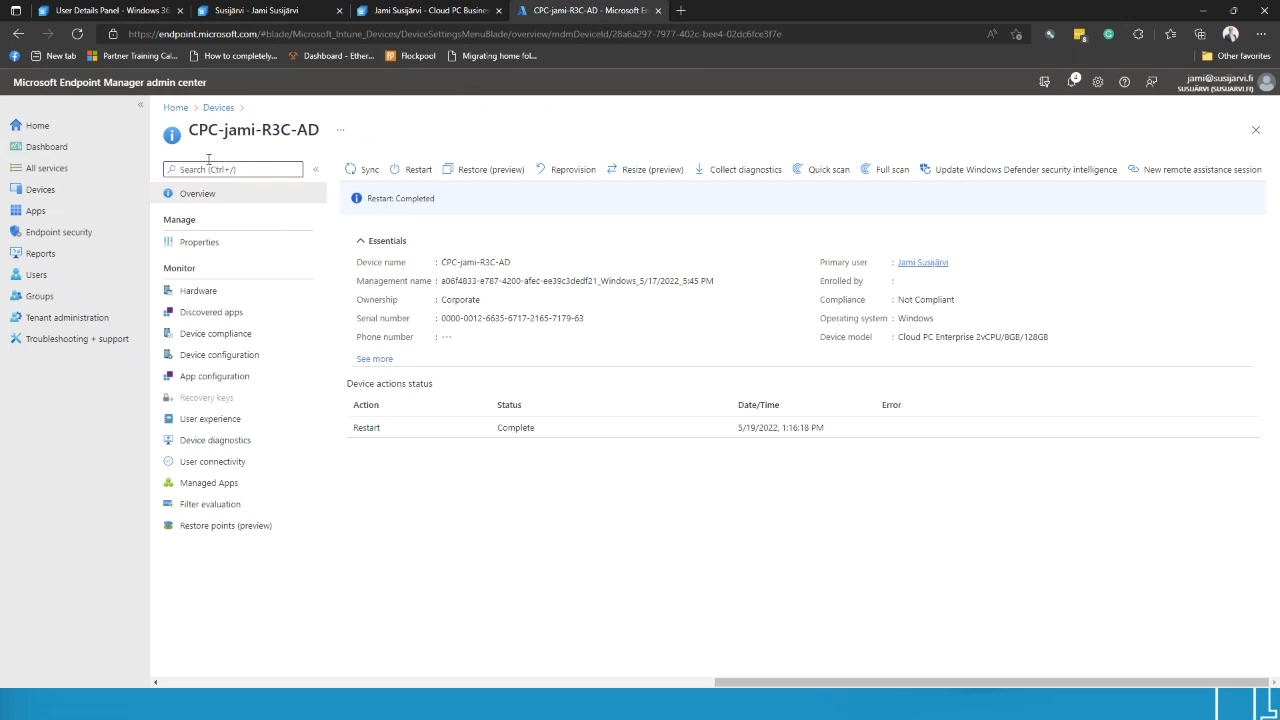 User Details Panel - Windows 36
Susijärvi - Jami Susijärvi
Jami Susijärvi - Cloud PC Busine
CPC-jami-R3C-AD - Microsoft En
https://endpoint.microsoft.com/#blade/Microsoft_Intune_Devices/DeviceSettingsMenuBlade/overview/mdmDeviceId/28a6a297-7977-402c-bee4-02dc6fce3f7e
New tab
Partner Training Cal...
How to completely...
Dashboard - Ether...
Flockpool
Migrating home fol...
Other favorites
Microsoft Endpoint Manager admin center
4
jami@susijarvi.fi
SUSIJÄRVI (SUSIJARVI.FI)
Home
Dashboard
All services
Devices
Apps
Endpoint security
Reports
Users
Groups
Tenant administration
Troubleshooting + support
Home > Devices >
CPC-jami-R3C-AD ...
Search (Ctrl+/)
Overview
Manage
Properties
Monitor
Hardware
Discovered apps
Device compliance
Device configuration
App configuration
Recovery keys
User experience
Device diagnostics
User connectivity
Managed Apps
Filter evaluation
Restore points (preview)
Sync Restart Restore (preview) Reprovision Resize (preview) Collect diagnostics Quick scan Full scan Update Windows Defender security intelligence New remote assistance session
Restart: Completed
Essentials
Device name : CPC-jami-R3C-AD
Management name : a06f4833-e787-4200-afec-ee39c3dedf21_Windows_5/17/2022_5:45 PM
Ownership : Corporate
Serial number : 0000-0012-6635-6717-2165-7179-63
Phone number : ---
See more
Primary user : Jami Susijärvi
Enrolled by :
Compliance : Not Compliant
Operating system : Windows
Device model : Cloud PC Enterprise 2vCPU/8GB/128GB
Device actions status
Action Status Date/Time Error
Restart Complete 5/19/2022, 1:16:18 PM